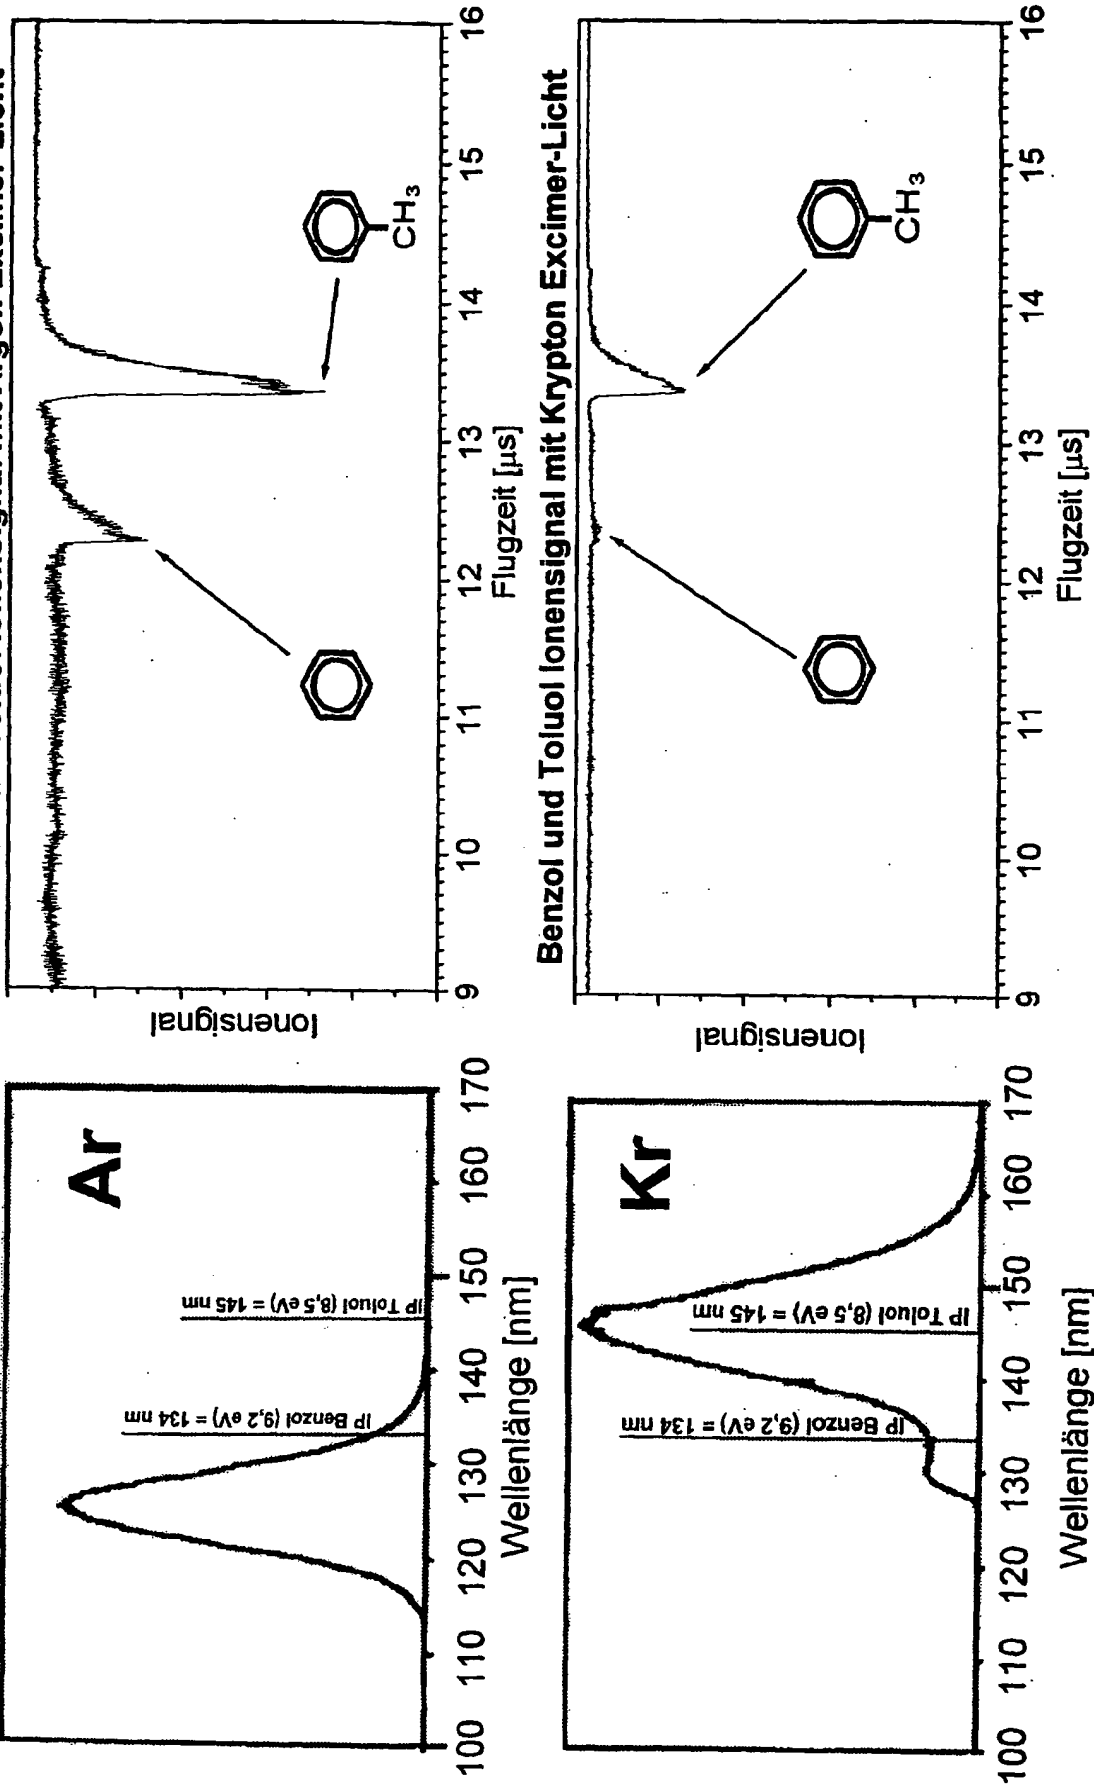 Ar
IP Benzol (9,2 eV) = 134 nm
IP Toluol (8,5 eV) = 145 nm
100 110 120 130 140 150 160 170
Wellenlänge [nm]
Ionensignal
CH3
9 10 11 12 13 14 15 16
Flugzeit [µs]
Kr
IP Benzol (9,2 eV) = 134 nm
IP Toluol (8,5 eV) = 145 nm
100 110 120 130 140 150 160 170
Wellenlänge [nm]
Benzol und Toluol Ionensignal mit Krypton Excimer-Licht
Ionensignal
CH3
9 10 11 12 13 14 15 16
Flugzeit [µs]